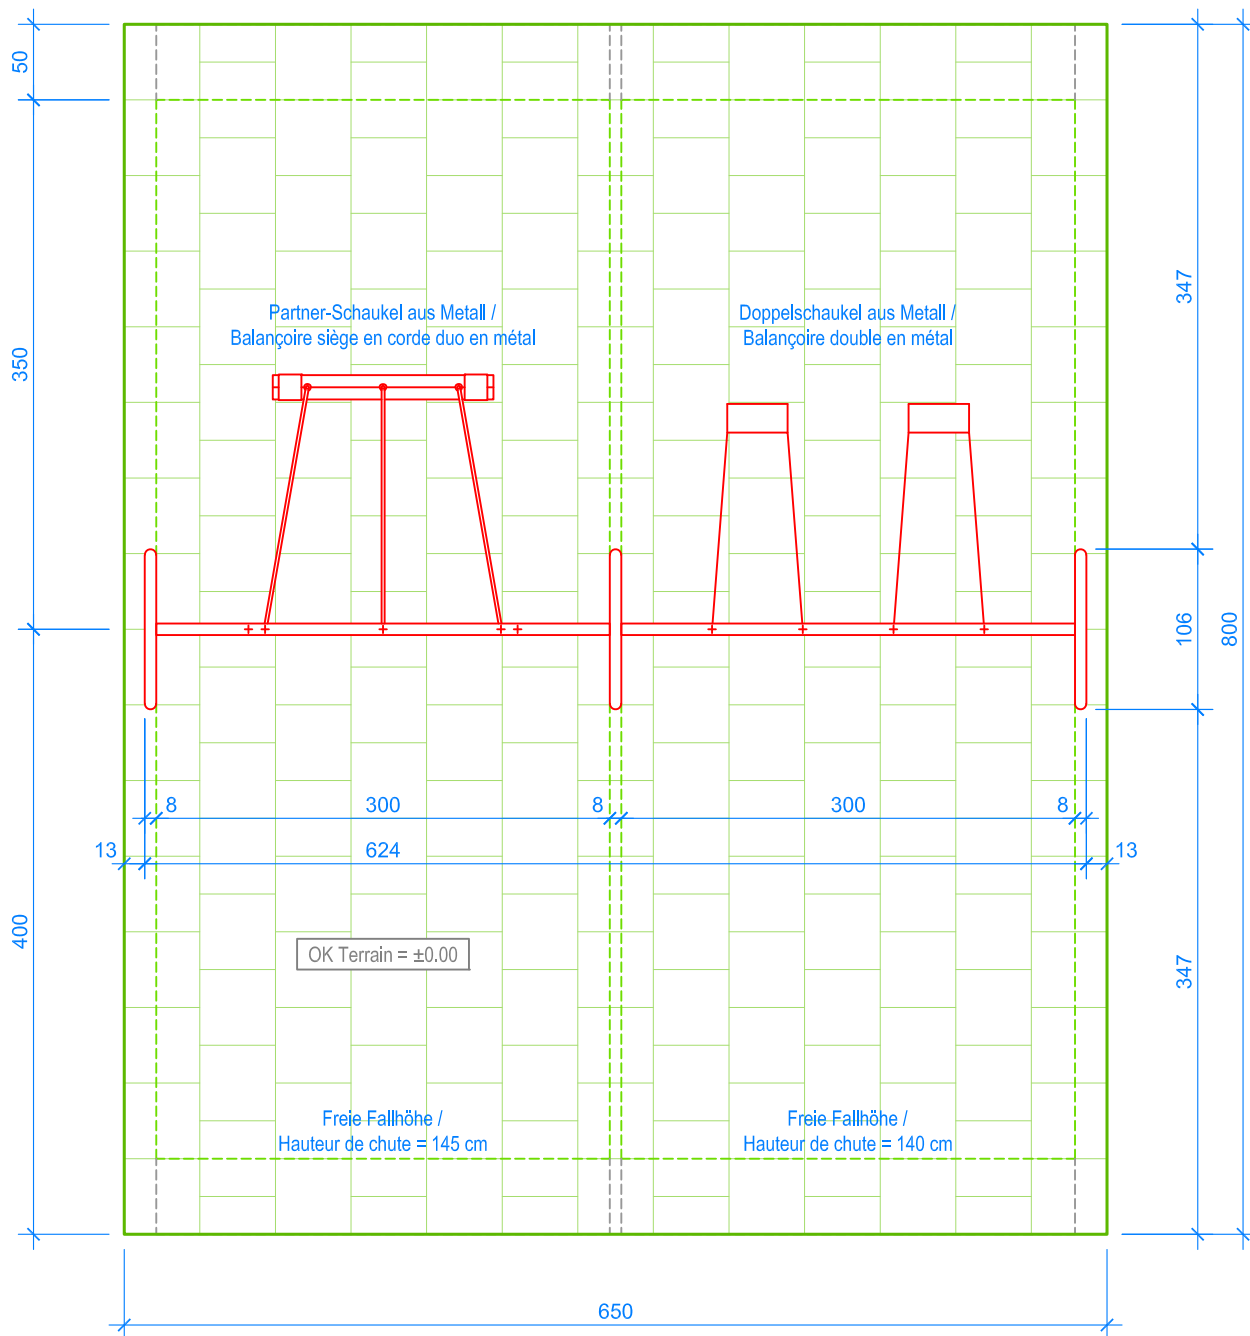 50
347
Partner-Schaukel aus Metall /
Balançoire siège en corde duo en métal
Doppelschaukel aus Metall /
Balançoire double en métal
350
106
800
8
300
8
300
8
13
624
13
400
OK Terrain = ±0.00
347
Freie Fallhöhe /
Hauteur de chute = 145 cm
Freie Fallhöhe /
Hauteur de chute = 140 cm
650